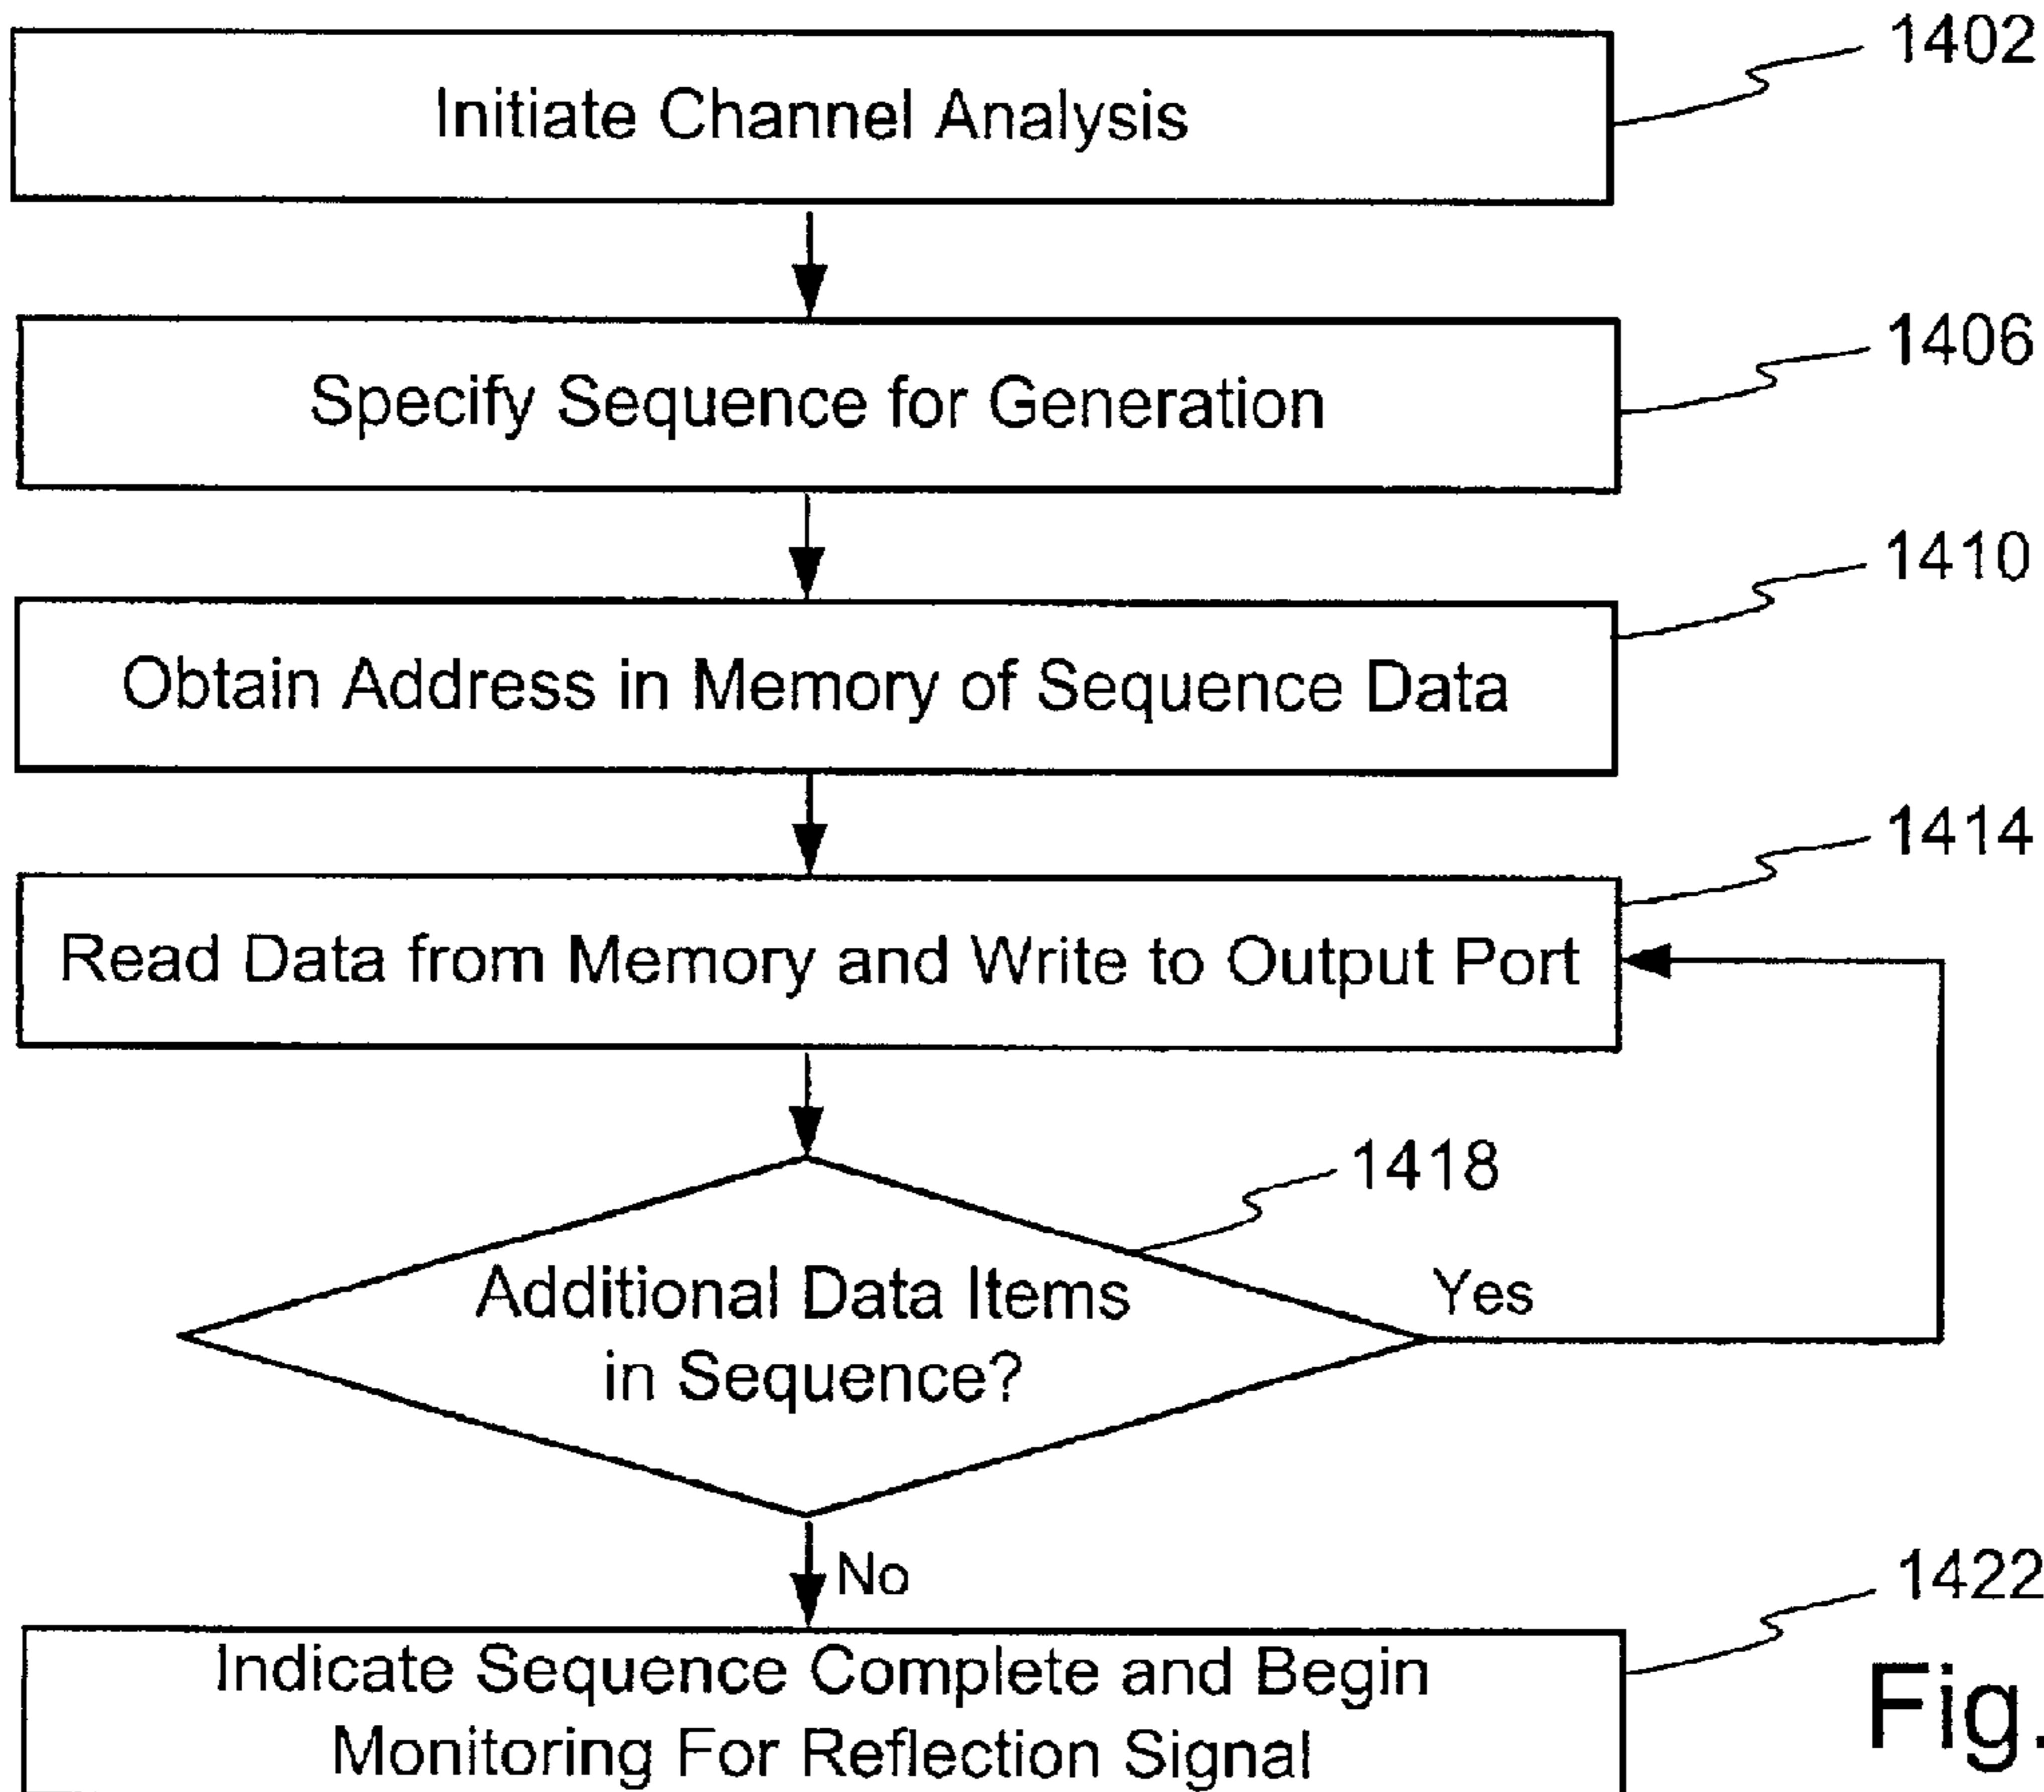 1402
Initiate Channel Analysis
1406
Specify Sequence for Generation
1410
Obtain Address in Memory of Sequence Data
1414
Read Data from Memory and Write to Output Port
1418
Additional Data Items
in Sequence?
Yes
No
1422
Indicate Sequence Complete and Begin
Monitoring For Reflection Signal
Fig.